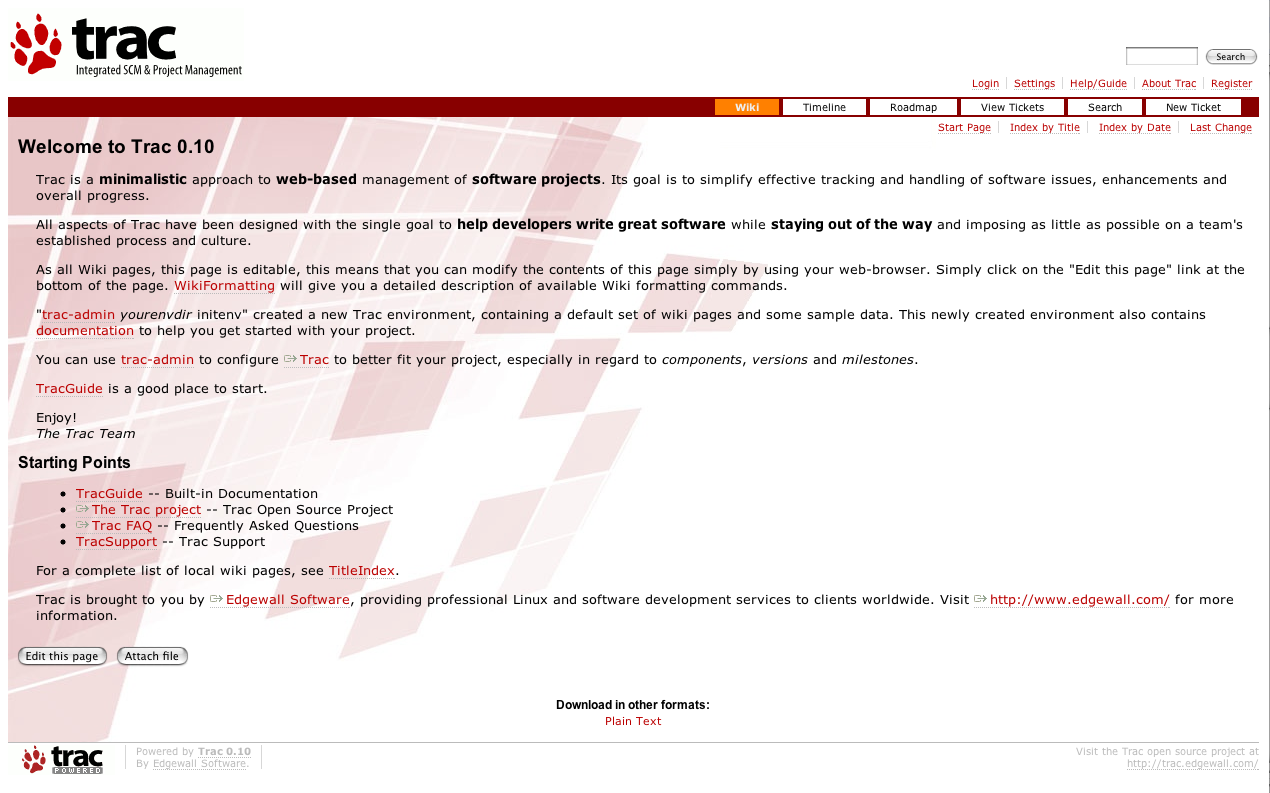 trac
Integrated SCM & Project Management
Search
Login Settings Help/Guide About Trac Register
Wiki Timeline Roadmap View Tickets Search New Ticket
Start Page Index by Title Index by Date Last Change
Welcome to Trac 0.10
Trac is a minimalistic approach to web-based management of software projects. Its goal is to simplify effective tracking and handling of software issues, enhancements and
overall progress.
All aspects of Trac have been designed with the single goal to help developers write great software while staying out of the way and imposing as little as possible on a team's
established process and culture.
As all Wiki pages, this page is editable, this means that you can modify the contents of this page simply by using your web-browser. Simply click on the "Edit this page" link at the
bottom of the page. WikiFormatting will give you a detailed description of available Wiki formatting commands.
"trac-admin yourenvdir initenv" created a new Trac environment, containing a default set of wiki pages and some sample data. This newly created environment also contains
documentation to help you get started with your project.
You can use trac-admin to configure Trac to better fit your project, especially in regard to components, versions and milestones.
TracGuide is a good place to start.
Enjoy!
The Trac Team
Starting Points
• TracGuide -- Built-in Documentation
• The Trac project -- Trac Open Source Project
• Trac FAQ -- Frequently Asked Questions
• TracSupport -- Trac Support
For a complete list of local wiki pages, see TitleIndex.
Trac is brought to you by Edgewall Software, providing professional Linux and software development services to clients worldwide. Visit http://www.edgewall.com/ for more
information.
Edit this page Attach file
Download in other formats:
Plain Text
trac
POWERED
Powered by Trac 0.10
By Edgewall Software.
Visit the Trac open source project at
http://trac.edgewall.com/